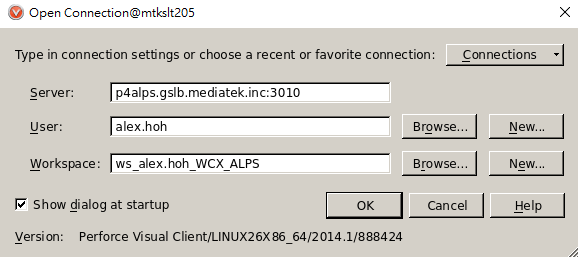 Open Connection@mtkslt205
Type in connection settings or choose a recent or favorite connection: Connections
Server: p4alps.gslb.mediatek.inc:3010
User: alex.hoh Browse... New...
Workspace: ws_alex.hoh_WCX_ALPS Browse... New...
Show dialog at startup OK Cancel Help
Version: Perforce Visual Client/LINUX26X86_64/2014.1/888424